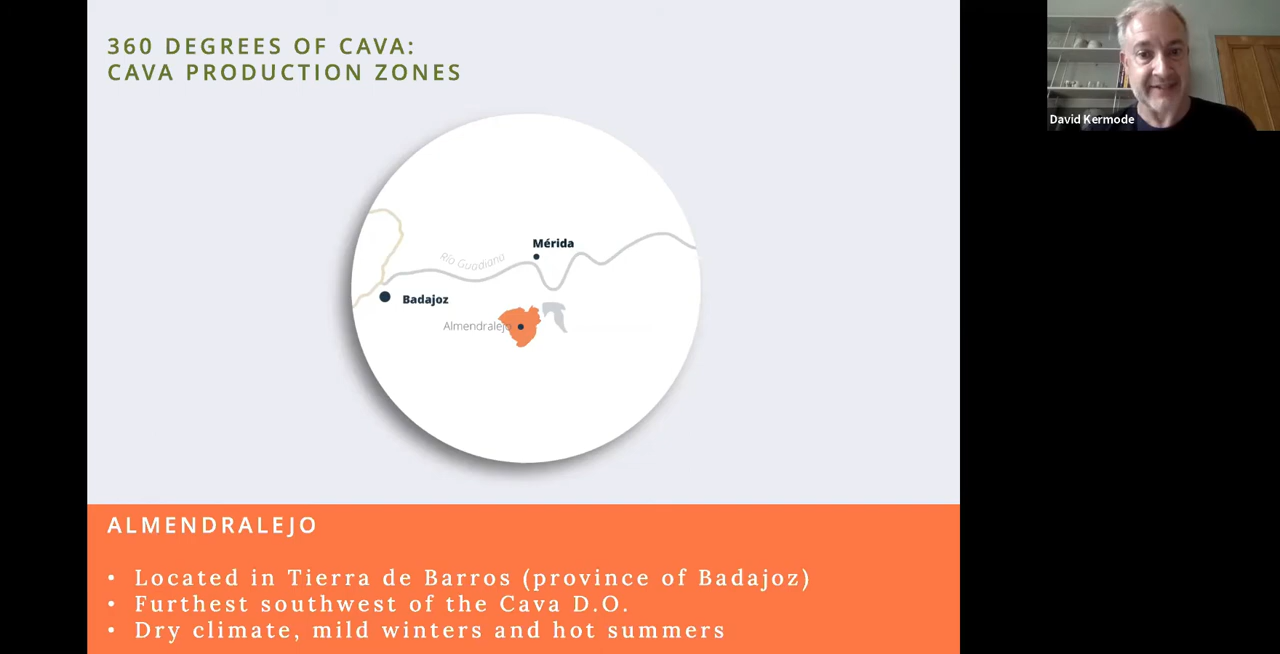 360 DEGREES OF CAVA:
CAVA PRODUCTION ZONES
David Kermode
Mérida
Río Guadiano
Badajoz
Almendralejo
ALMENDRALEJO
• Located in Tierra de Barros (province of Badajoz)
• Furthest southwest of the Cava D.O.
• Dry climate, mild winters and hot summers